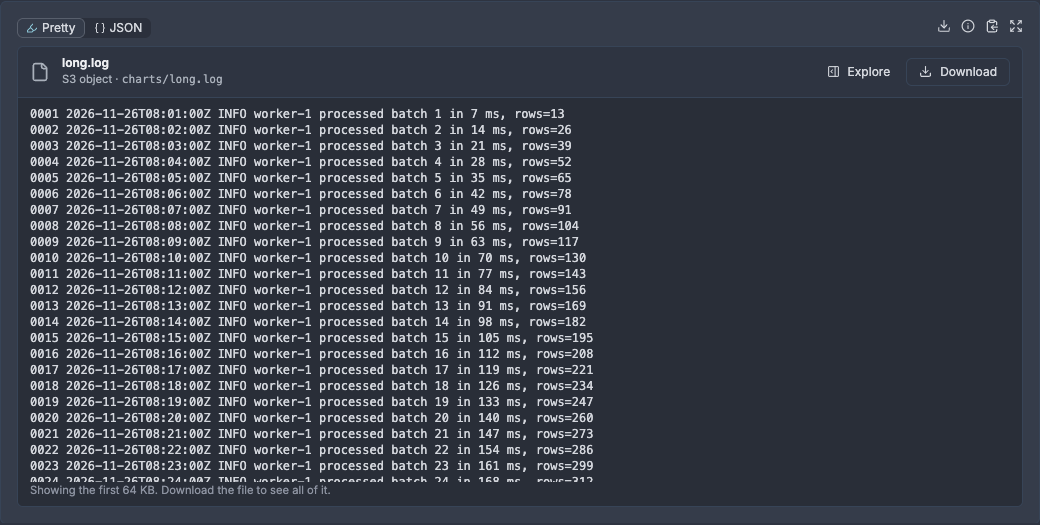 Pretty {} JSON
long.log
S3 object · charts/long.log
Explore Download
0001 2026-11-26T08:01:00Z INFO worker-1 processed batch 1 in 7 ms, rows=13
0002 2026-11-26T08:02:00Z INFO worker-1 processed batch 2 in 14 ms, rows=26
0003 2026-11-26T08:03:00Z INFO worker-1 processed batch 3 in 21 ms, rows=39
0004 2026-11-26T08:04:00Z INFO worker-1 processed batch 4 in 28 ms, rows=52
0005 2026-11-26T08:05:00Z INFO worker-1 processed batch 5 in 35 ms, rows=65
0006 2026-11-26T08:06:00Z INFO worker-1 processed batch 6 in 42 ms, rows=78
0007 2026-11-26T08:07:00Z INFO worker-1 processed batch 7 in 49 ms, rows=91
0008 2026-11-26T08:08:00Z INFO worker-1 processed batch 8 in 56 ms, rows=104
0009 2026-11-26T08:09:00Z INFO worker-1 processed batch 9 in 63 ms, rows=117
0010 2026-11-26T08:10:00Z INFO worker-1 processed batch 10 in 70 ms, rows=130
0011 2026-11-26T08:11:00Z INFO worker-1 processed batch 11 in 77 ms, rows=143
0012 2026-11-26T08:12:00Z INFO worker-1 processed batch 12 in 84 ms, rows=156
0013 2026-11-26T08:13:00Z INFO worker-1 processed batch 13 in 91 ms, rows=169
0014 2026-11-26T08:14:00Z INFO worker-1 processed batch 14 in 98 ms, rows=182
0015 2026-11-26T08:15:00Z INFO worker-1 processed batch 15 in 105 ms, rows=195
0016 2026-11-26T08:16:00Z INFO worker-1 processed batch 16 in 112 ms, rows=208
0017 2026-11-26T08:17:00Z INFO worker-1 processed batch 17 in 119 ms, rows=221
0018 2026-11-26T08:18:00Z INFO worker-1 processed batch 18 in 126 ms, rows=234
0019 2026-11-26T08:19:00Z INFO worker-1 processed batch 19 in 133 ms, rows=247
0020 2026-11-26T08:20:00Z INFO worker-1 processed batch 20 in 140 ms, rows=260
0021 2026-11-26T08:21:00Z INFO worker-1 processed batch 21 in 147 ms, rows=273
0022 2026-11-26T08:22:00Z INFO worker-1 processed batch 22 in 154 ms, rows=286
0023 2026-11-26T08:23:00Z INFO worker-1 processed batch 23 in 161 ms, rows=299
0024 2026-11-26T08:24:00Z INFO worker-1 processed batch 24 in 168 ms, rows=312
Showing the first 64 KB. Download the file to see all of it.